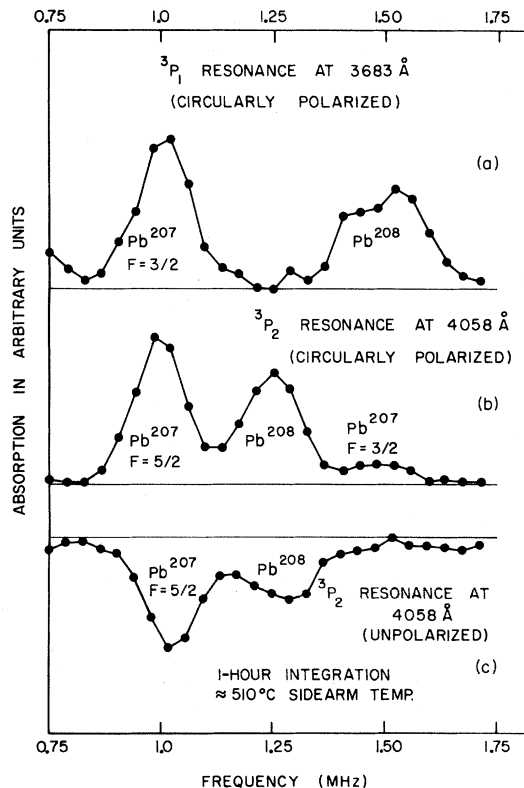 0.75 1.0 1.25 1.50 1.75
³P₁ RESONANCE AT 3683 Å
(CIRCULARLY POLARIZED)
(a)
Pb²⁰⁷
F = 3/2
Pb²⁰⁸
³P₂ RESONANCE AT 4058 Å
(CIRCULARLY POLARIZED)
(b)
Pb²⁰⁷
F = 5/2
Pb²⁰⁸
Pb²⁰⁷
F = 3/2
Pb²⁰⁷
F = 5/2
Pb²⁰⁸
³P₂ RESONANCE AT
4058 Å
(UNPOLARIZED)
(c)
1-HOUR INTEGRATION
≈ 510°C SIDEARM TEMP.
0.75 1.0 1.25 1.50 1.75
FREQUENCY (MHz)
ABSORPTION IN ARBITRARY UNITS